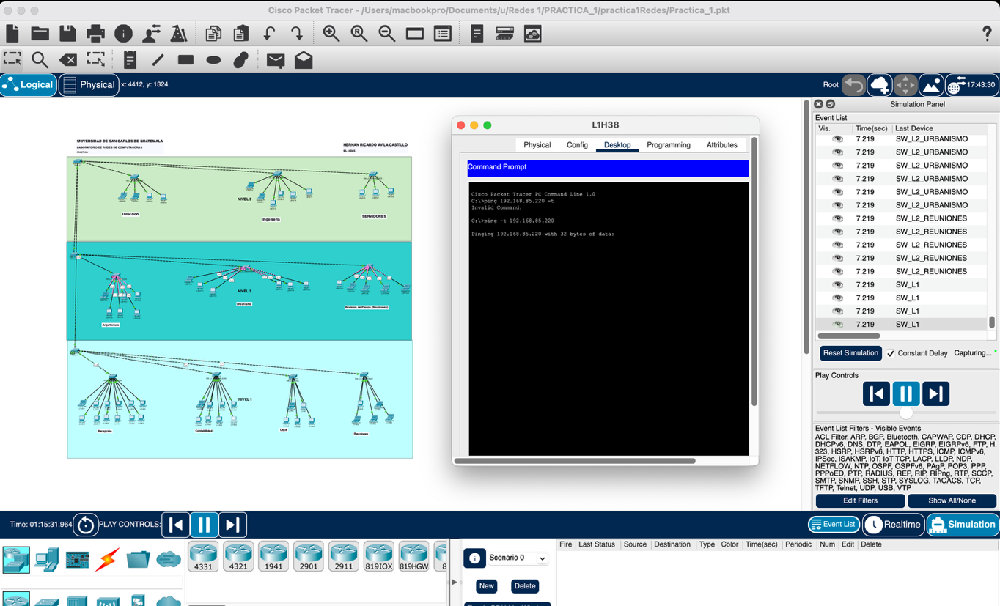 Cisco Packet Tracer - /Users/macbookpro/Documents/u/Redes 1/PRACTICA_1/practica1Redes/Practica_1.pkt
Logical
Physical
x: 4412, y: 1324
Root
17:43:30
UNIVERSIDAD DE SAN CARLOS DE GUATEMALA
LABORATORIO DE REDES DE COMPUTADORAS
PRACTICA 1
HERNAN RICARDO AVILA CASTILLO
NIVEL 3
Direccion
Ingenieria
SERVIDORES
NIVEL 2
Arquitectura
Urbanismo
Revision de Planos (Reuniones)
NIVEL 1
Recepción
Contabilidad
Legal
Reuniones
L1H38
Physical
Config
Desktop
Programming
Attributes
Command Prompt
Cisco Packet Tracer PC Command Line 1.0
C:\>ping 192.168.85.220 -t
Invalid Command.
C:\>ping -t 192.168.85.220
Pinging 192.168.85.220 with 32 bytes of data:
Simulation Panel
Event List
Vis. Time(sec) Last Device
7.219 SW_L2_URBANISMO
7.219 SW_L2_URBANISMO
7.219 SW_L2_URBANISMO
7.219 SW_L2_URBANISMO
7.219 SW_L2_URBANISMO
7.219 SW_L2_URBANISMO
7.219 SW_L2_REUNIONES
7.219 SW_L2_REUNIONES
7.219 SW_L2_REUNIONES
7.219 SW_L2_REUNIONES
7.219 SW_L2_REUNIONES
7.219 SW_L1
7.219 SW_L1
7.219 SW_L1
7.219 SW_L1
Reset Simulation
Constant Delay
Capturing...
Play Controls
Event List Filters - Visible Events
ACL Filter, ARP, BGP, Bluetooth, CAPWAP, CDP, DHCP,
DHCPv6, DNS, DTP, EAPOL, EIGRP, EIGRPv6, FTP, H.
323, HSRP, HSRPv6, HTTP, HTTPS, ICMP, ICMPv6,
IPSec, ISAKMP, IoT, IoT TCP, LACP, LLDP, NDP,
NETFLOW, NTP, OSPF, OSPFv6, PAgP, POP3, PPP,
PPPoED, PTP, RADIUS, REP, RIP, RIPng, RTP, SCCP,
SMTP, SNMP, SSH, STP, SYSLOG, TACACS, TCP,
TFTP, Telnet, UDP, USB, VTP
Edit Filters
Show All/None
Time: 01:15:31.964
PLAY CONTROLS:
Event List
Realtime
Simulation
4331
4321
1941
2901
2911
819IOX
819HGW
8
Scenario 0
New
Delete
Fire Last Status Source Destination Type Color Time(sec) Periodic Num Edit Delete